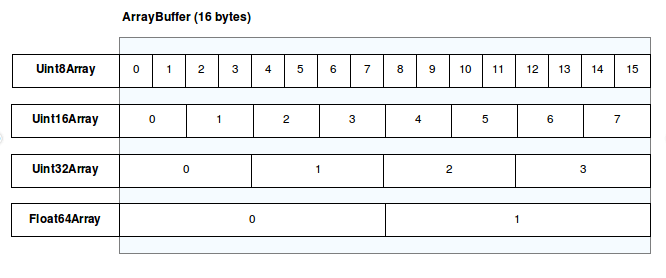 ArrayBuffer (16 bytes)
Uint8Array 0 1 2 3 4 5 6 7 8 9 10 11 12 13 14 15
Uint16Array 0 1 2 3 4 5 6 7
Uint32Array 0 1 2 3
Float64Array 0 1